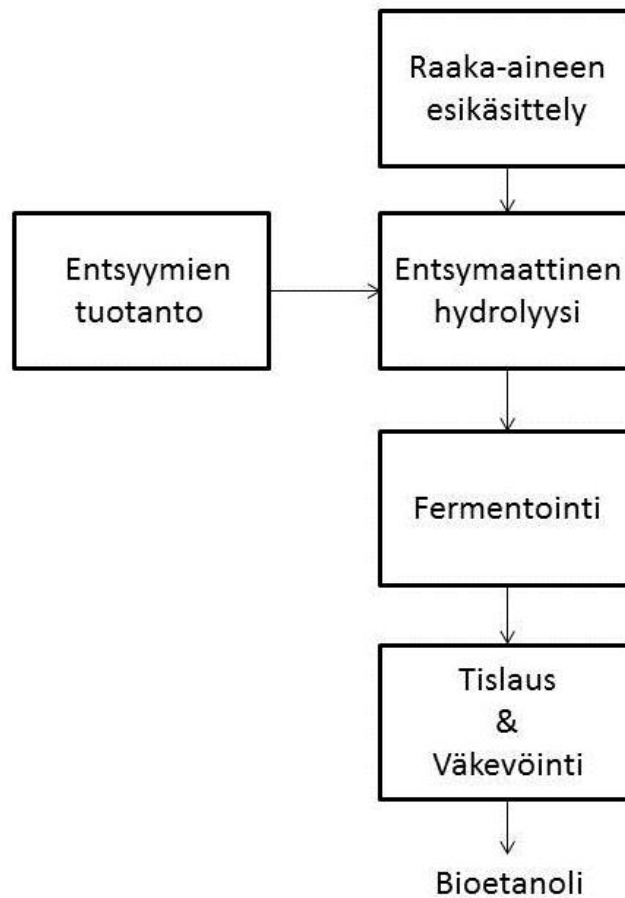 Raaka-aineen
esikäsittely
Entsyymien
tuotanto
Entsymaattinen
hydrolyysi
Fermentointi
Tislaus
&
Väkevöinti
Bioetanoli